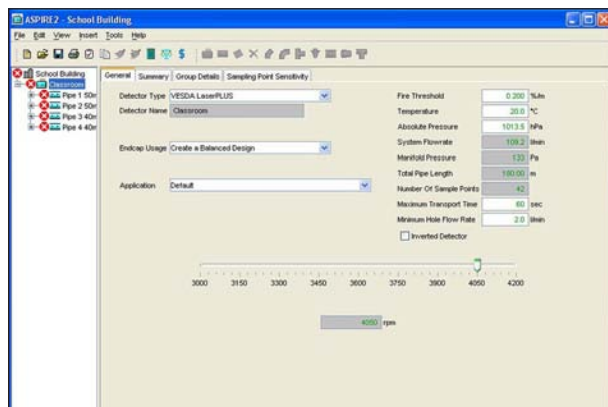 ASPIRE2 - School Building
File Edit View Insert Tools Help
School Building
Classroom
Pipe 1 50m
Pipe 2 50m
Pipe 3 40m
Pipe 4 40m
General Summary Group Details Sampling Point Sensitivity
Detector Type VESDA LaserPLUS
Detector Name Classroom
Endcap Usage Create a Balanced Design
Application Default
Fire Threshold 0.200 %/m
Temperature 20.0 °C
Absolute Pressure 1013.5 hPa
System Flowrate 109.2 l/min
Manifold Pressure 133 Pa
Total Pipe Length 180.00 m
Number Of Sample Points 42
Maximum Transport Time 60 sec
Minimum Hole Flow Rate 2.0 l/min
Inverted Detector
3000 3150 3300 3450 3600 3750 3900 4050 4200
4050 rpm